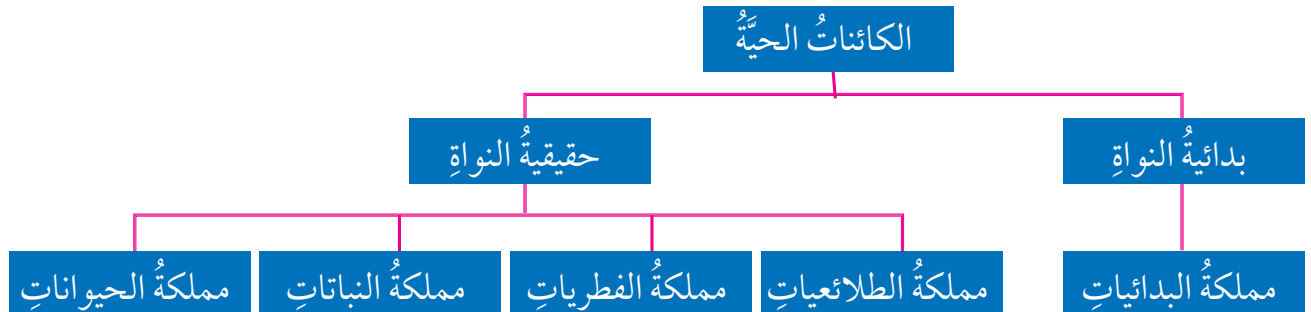 الكائناتُ الحيَّةُ
بدائيةُ النواةِ
حقيقيةُ النواةِ
مملكةُ البدائياتِ
مملكةُ الطلائعياتِ
مملكةُ الفطرياتِ
مملكةُ النباتاتِ
مملكةُ الحيواناتِ